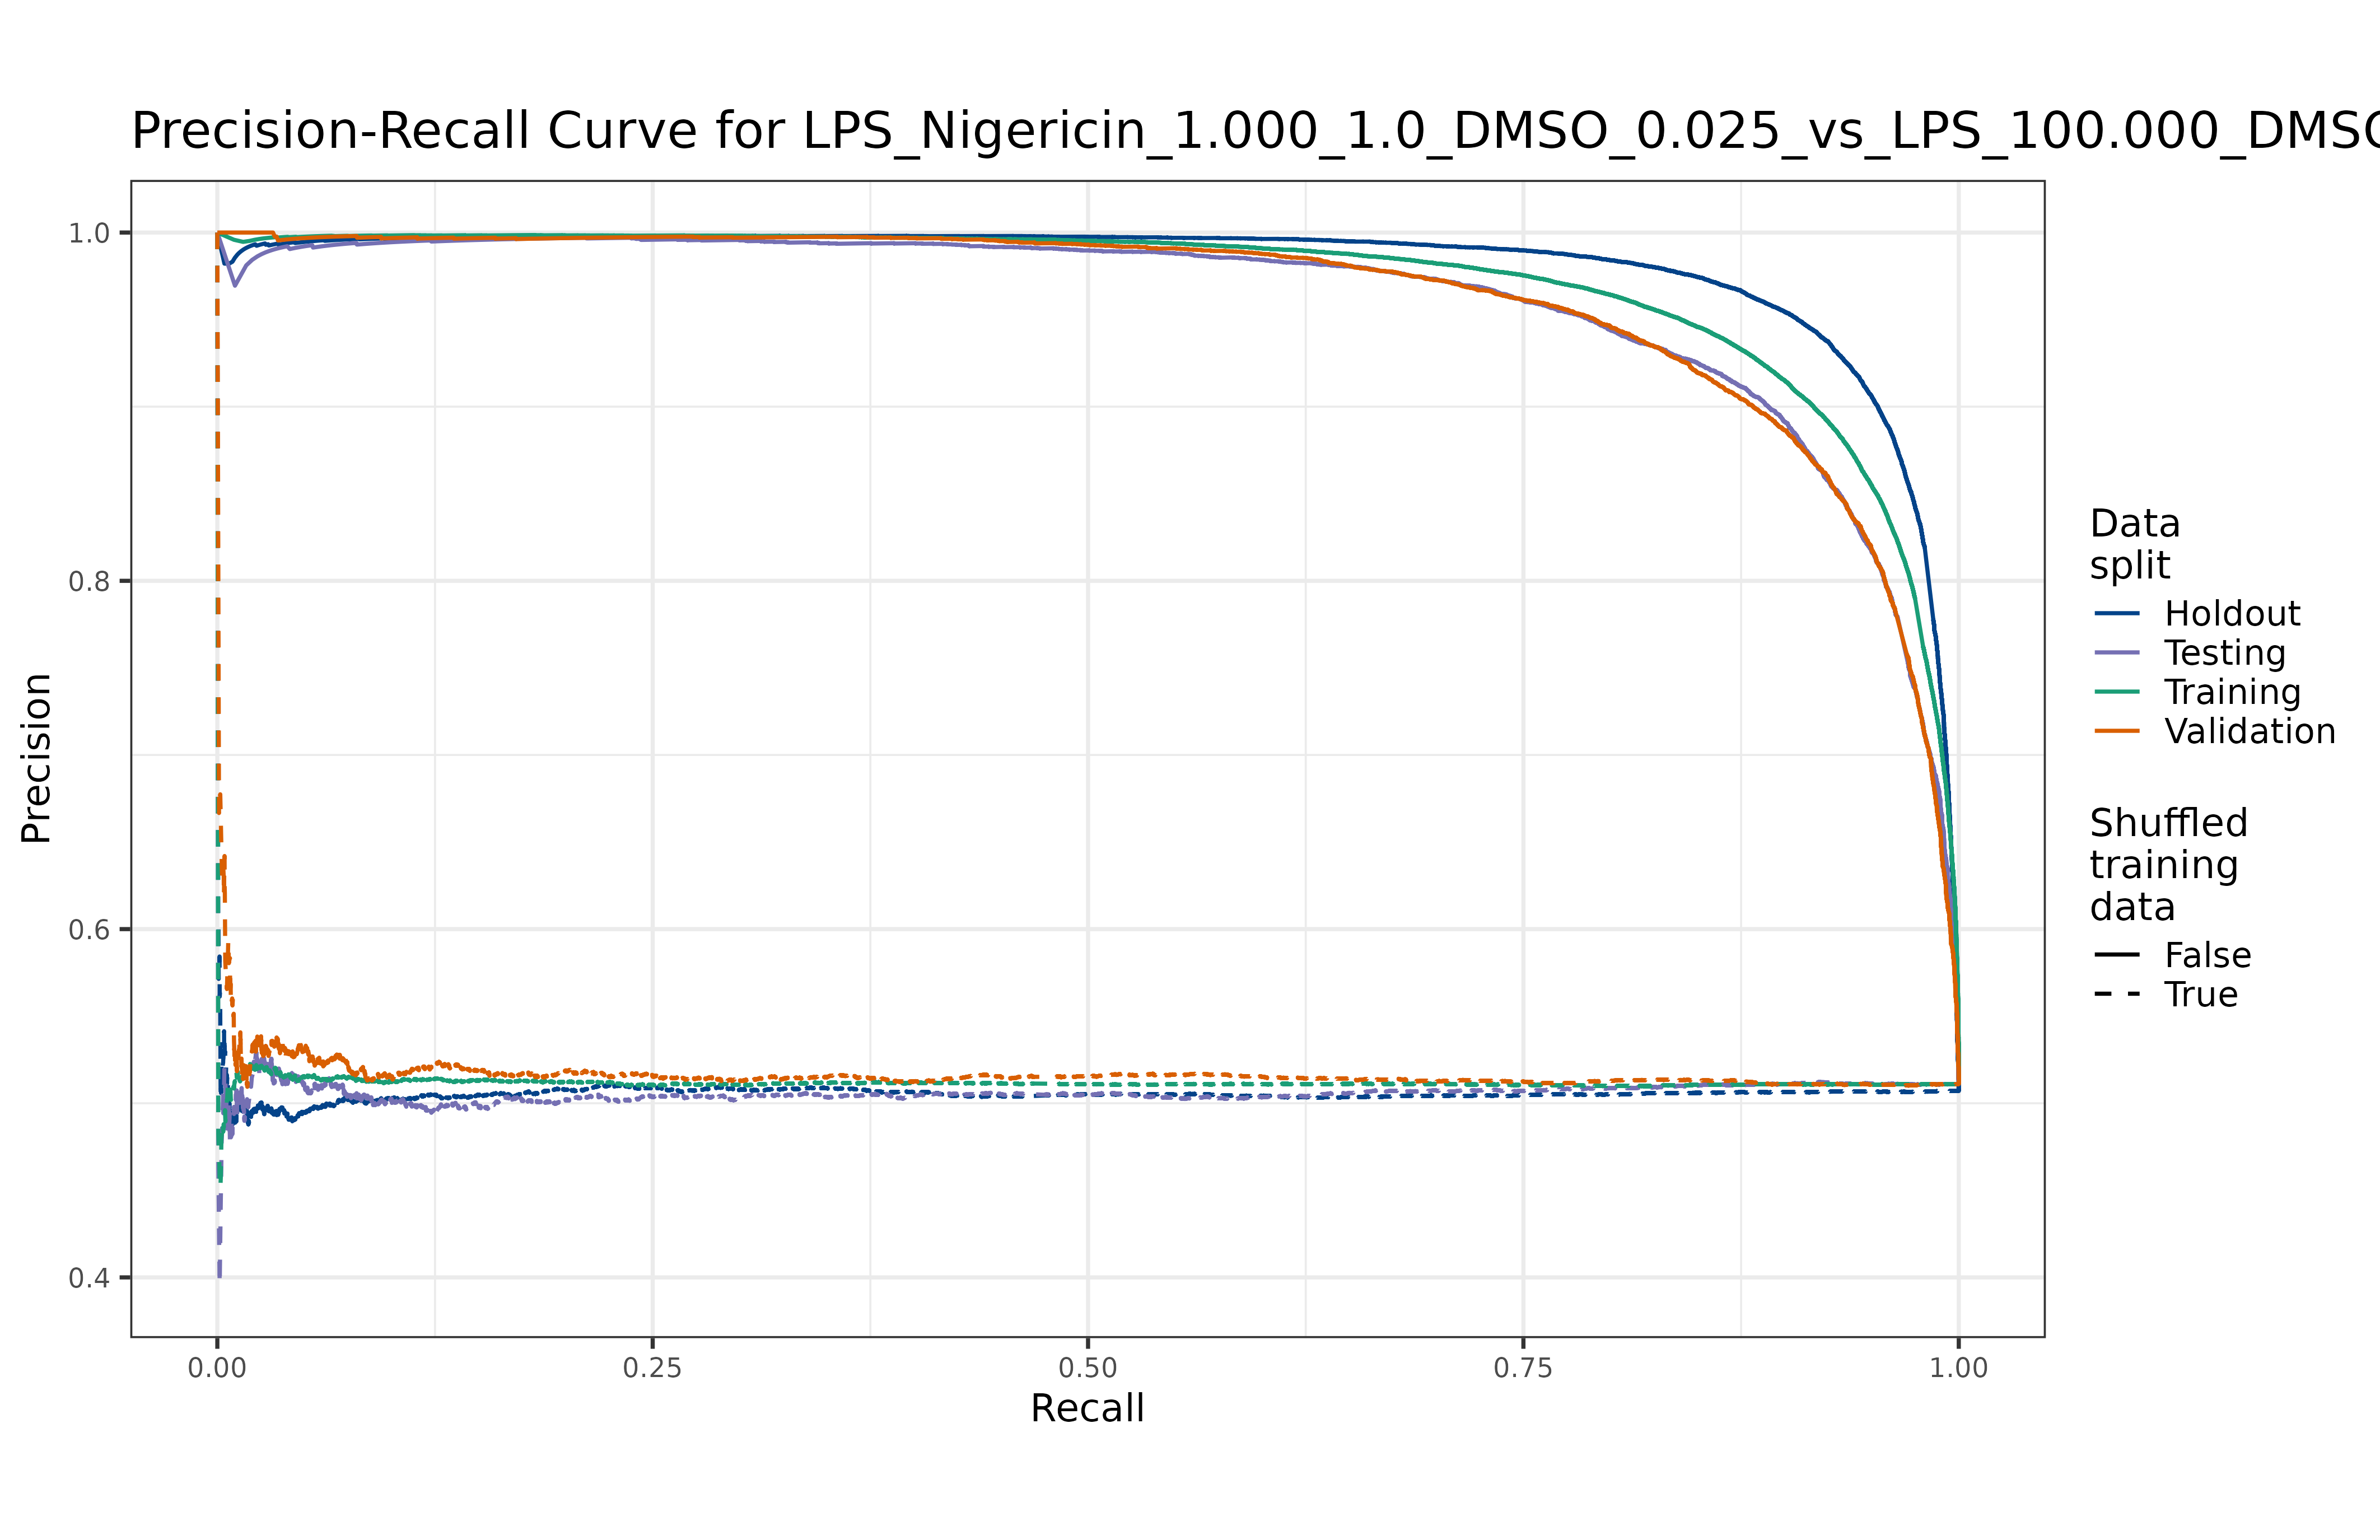 Precision-Recall Curve for LPS_Nigericin_1.000_1.0_DMSO_0.025_vs_LPS_100.000_DMSO
1.0
0.8
0.6
0.4
Precision
0.00
0.25
0.50
0.75
1.00
Recall
Data
split
Holdout
Testing
Training
Validation
Shuffled
training
data
False
True